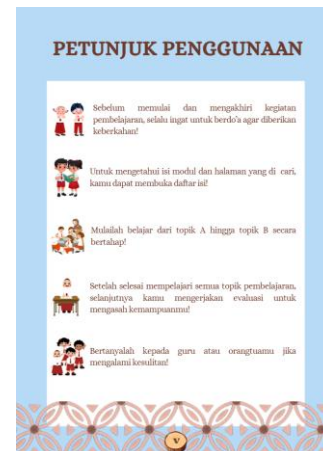 PETUNJUK PENGGUNAAN
Sebelum memulai dan mengakhiri kegiatan
pembelajaran, selalu ingat untuk berdo'a agar diberikan
keberkahan!
Untuk mengetahui isi modul dan halaman yang di cari,
kamu dapat membuka daftar isi!
Mulailah belajar dari topik A hingga topik B secara
bertahap!
Setelah selesai mempelajari semua topik pembelajaran,
selanjutnya kamu mengerjakan evaluasi untuk
mengasah kemampuanmu!
Bertanyalah kepada guru atau orangtuamu jika
mengalami kesulitan!
v